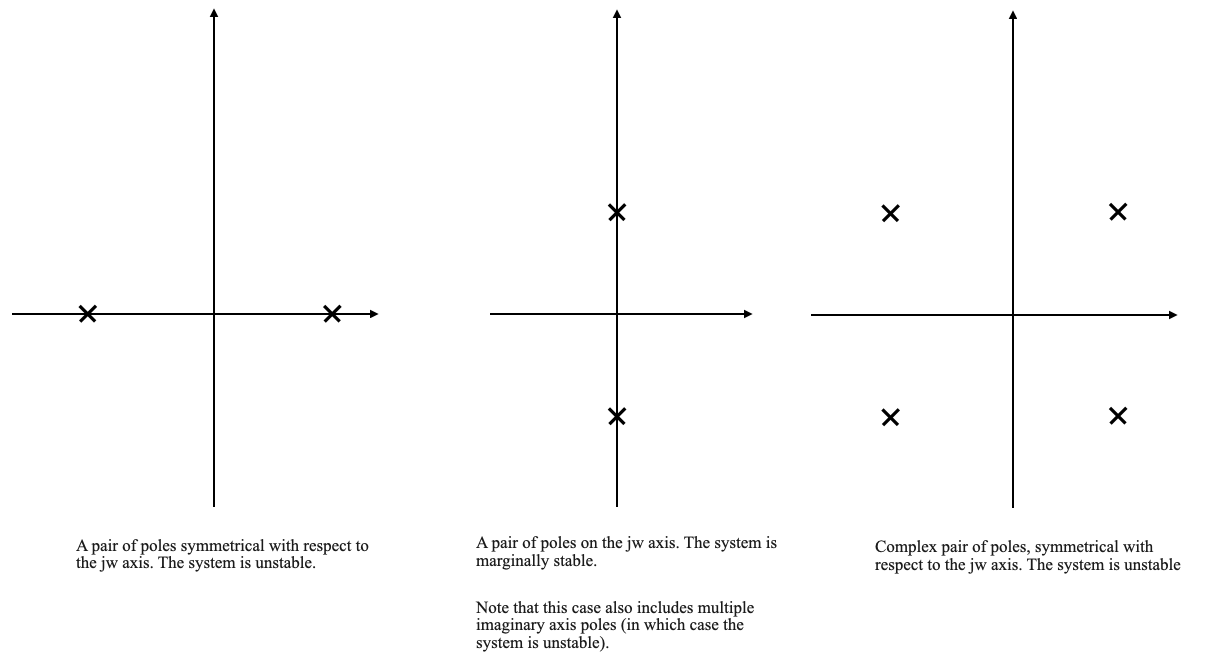 A pair of poles symmetrical with respect to
the jw axis. The system is unstable.
A pair of poles on the jw axis. The system is
marginally stable.
Note that this case also includes multiple
imaginary axis poles (in which case the
system is unstable).
Complex pair of poles, symmetrical with
respect to the jw axis. The system is unstable